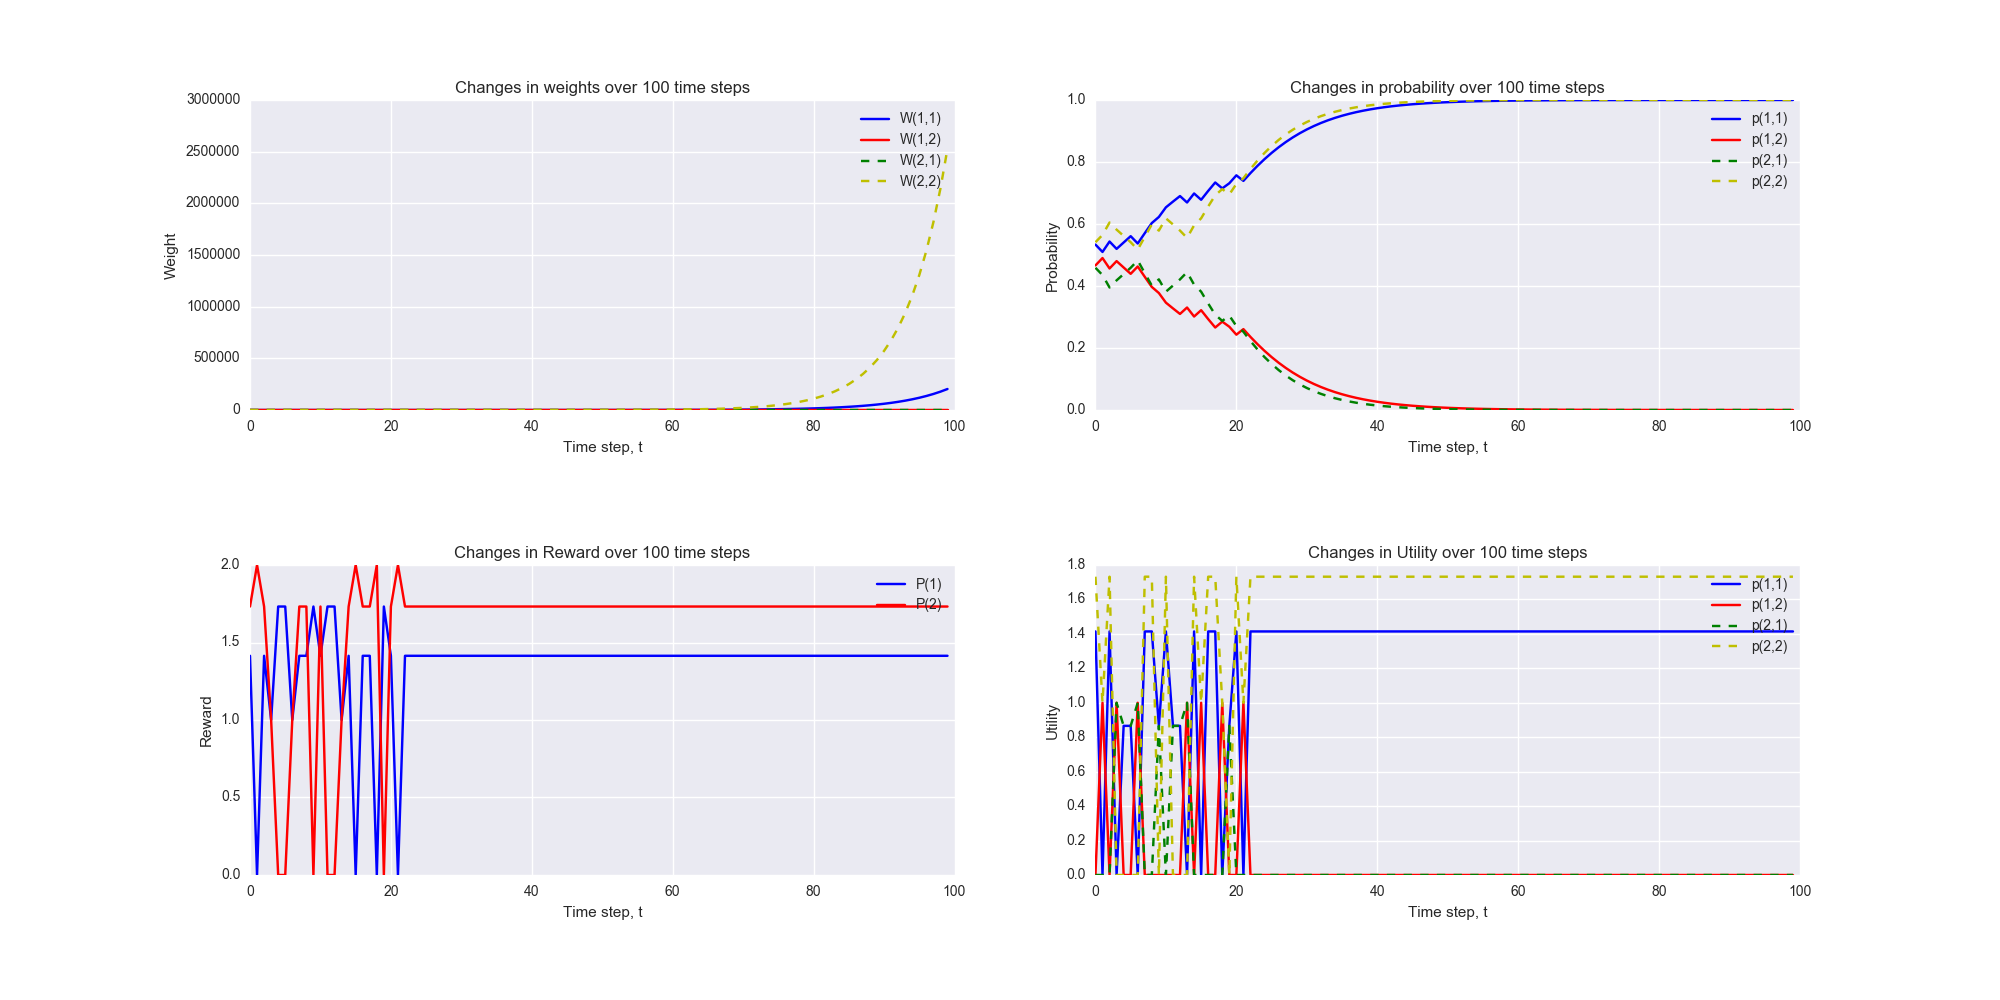 Changes in weights over 100 time steps
3000000
2500000
2000000
1500000
1000000
500000
0
Weight
W(1,1)
W(1,2)
W(2,1)
W(2,2)
0 20 40 60 80 100
Time step, t
Changes in probability over 100 time steps
1.0
0.8
0.6
0.4
0.2
0.0
Probability
p(1,1)
p(1,2)
p(2,1)
p(2,2)
0 20 40 60 80 100
Time step, t
Changes in Reward over 100 time steps
2.0
1.5
1.0
0.5
0.0
Reward
P(1)
P(2)
0 20 40 60 80 100
Time step, t
Changes in Utility over 100 time steps
1.8
1.6
1.4
1.2
1.0
0.8
0.6
0.4
0.2
0.0
Utility
p(1,1)
p(1,2)
p(2,1)
p(2,2)
0 20 40 60 80 100
Time step, t